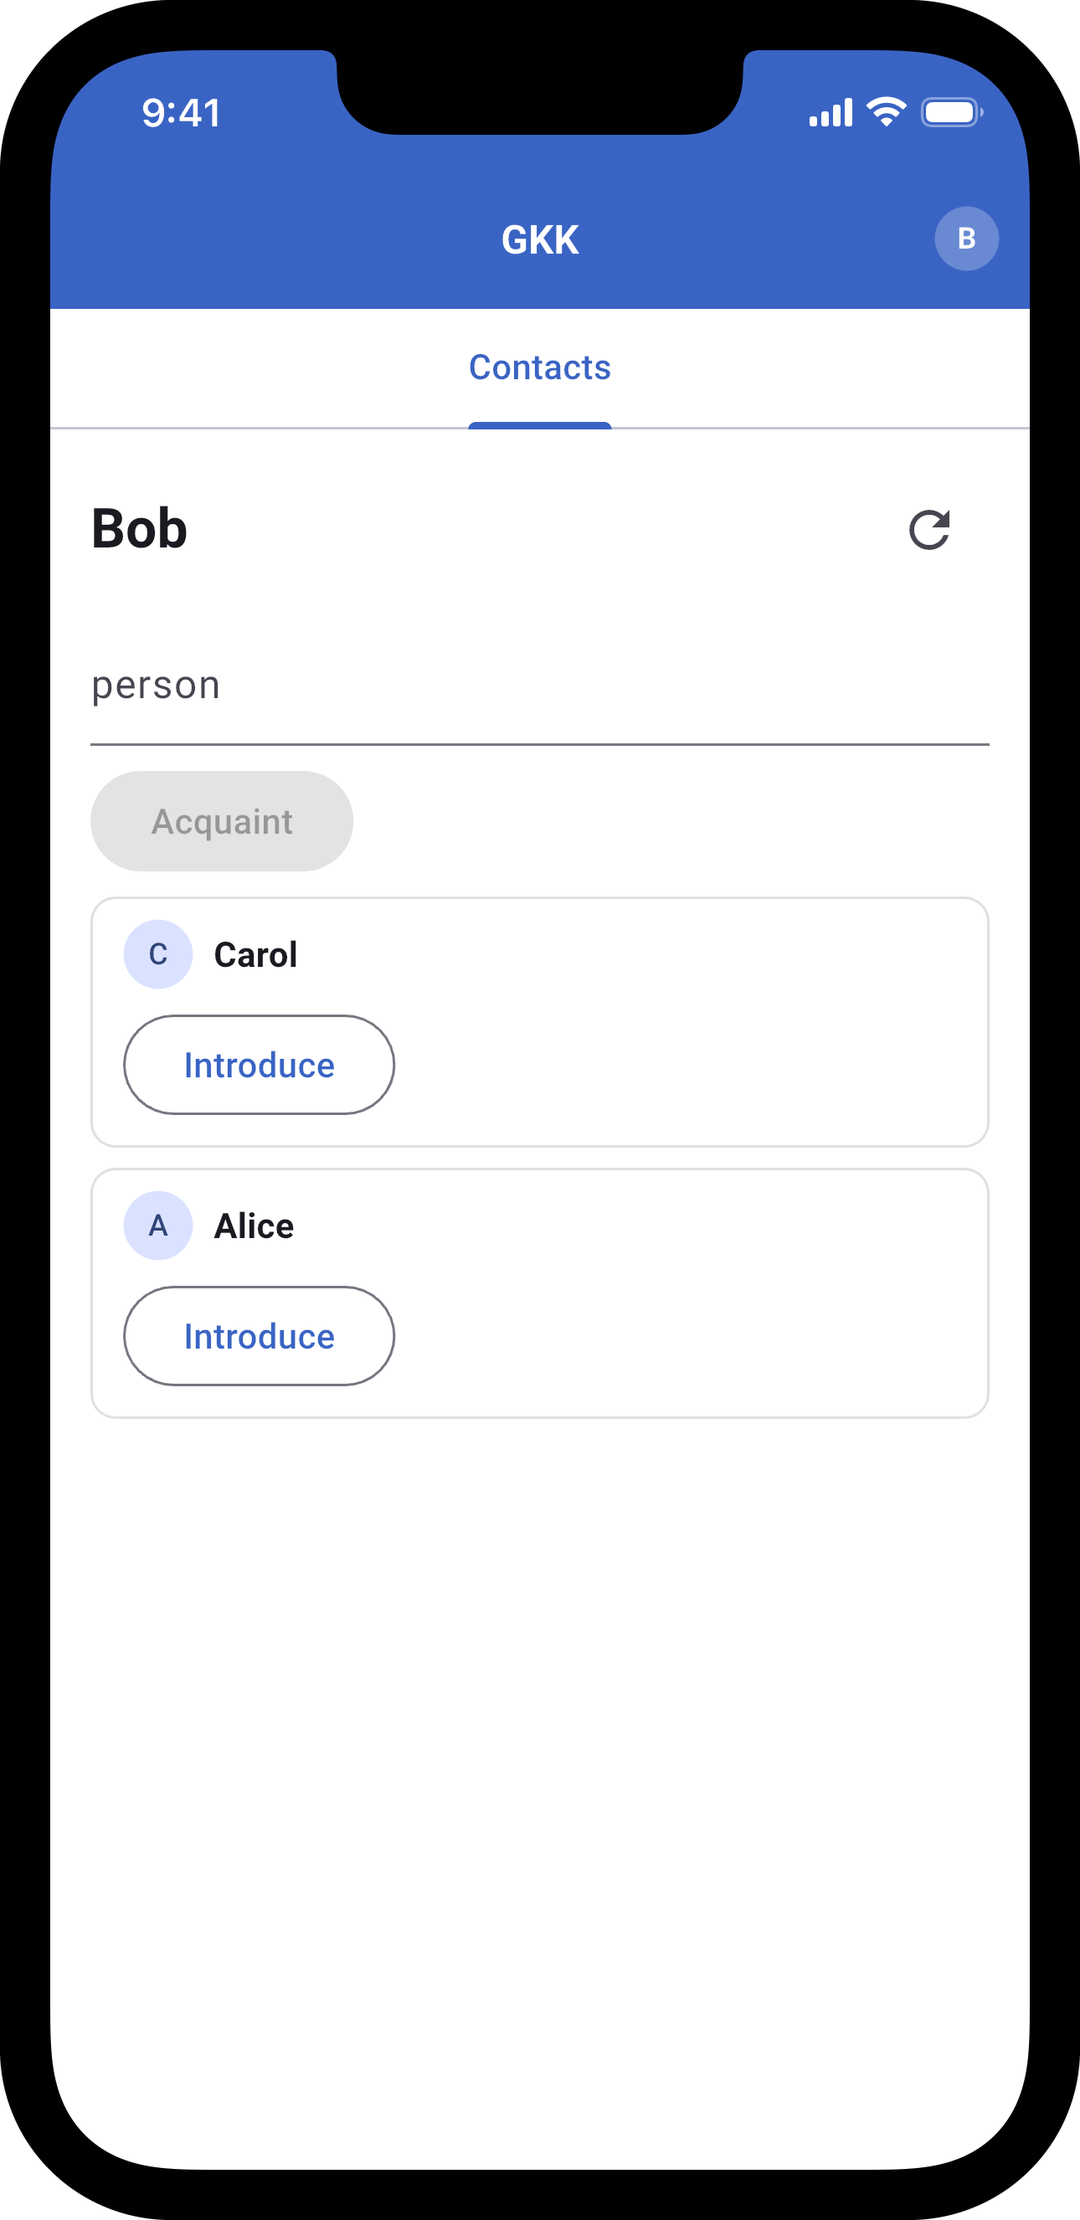 9:41
GKK
B
Contacts
Bob
person
Acquaint
C Carol
Introduce
A Alice
Introduce